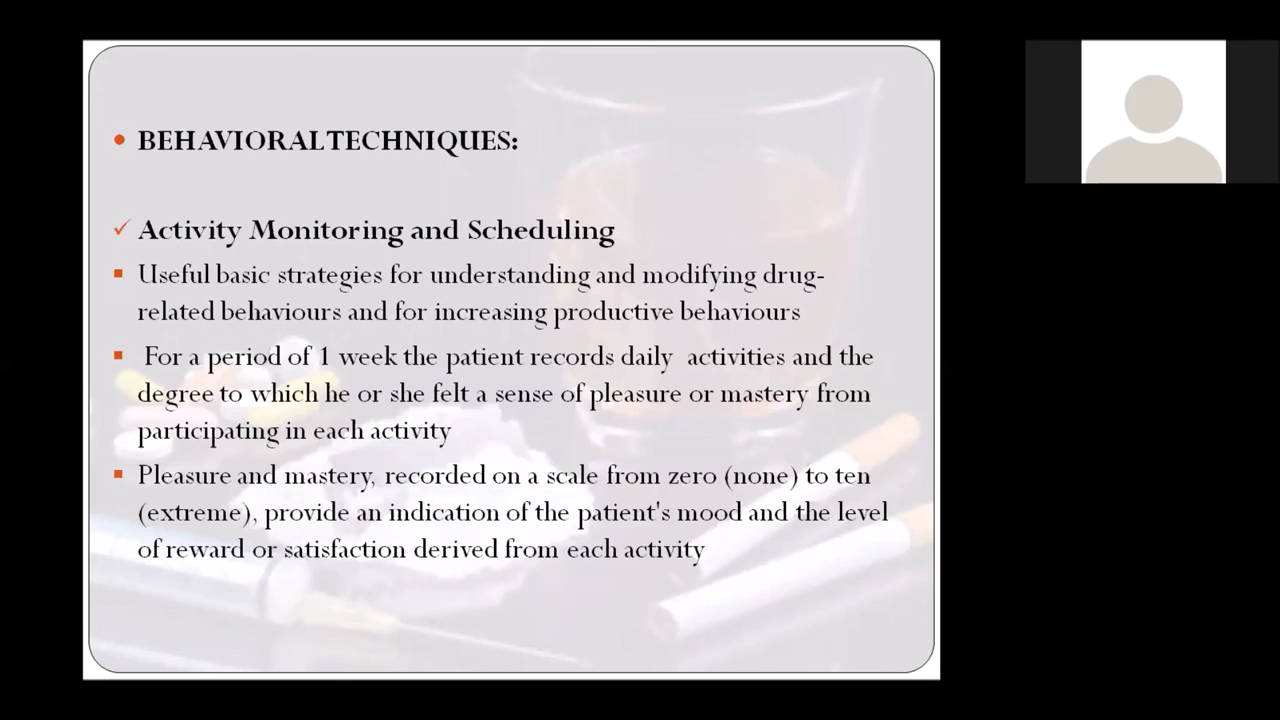 BEHAVIORAL TECHNIQUES:
Activity Monitoring and Scheduling
Useful basic strategies for understanding and modifying drug-
related behaviours and for increasing productive behaviours
For a period of 1 week the patient records daily activities and the
degree to which he or she felt a sense of pleasure or mastery from
participating in each activity
Pleasure and mastery, recorded on a scale from zero (none) to ten
(extreme), provide an indication of the patient's mood and the level
of reward or satisfaction derived from each activity